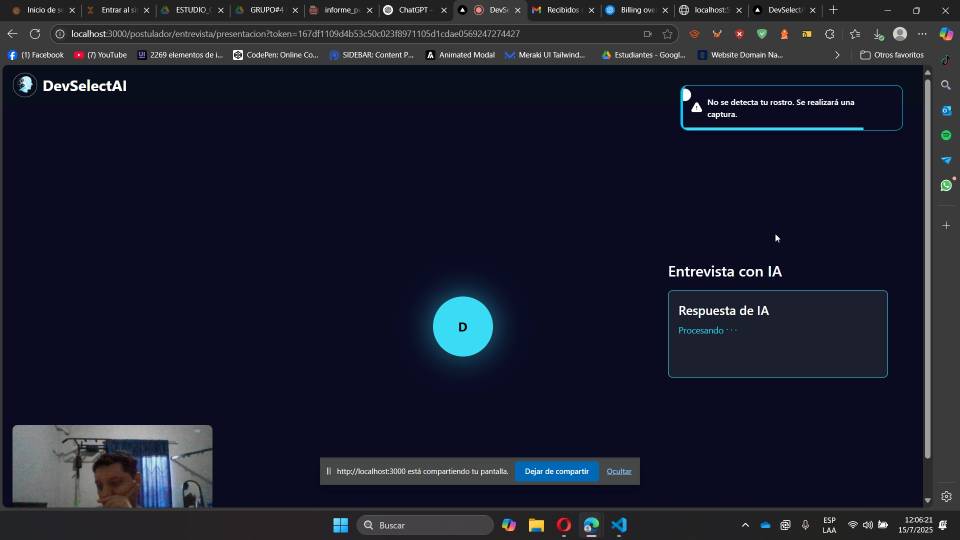 Inicio de se
Entrar al si
ESTUDIO_
GRUPO#4
informe_pe
ChatGPT -
DevS
Recibidos
Billing ove
localhost:
DevSelect
localhost:3000/postulador/entrevista/presentacion?token=167df1109d4b53c50c023f8971105d1cdae0569247274427
(1) Facebook
(7) YouTube
2269 elementos de i...
CodePen: Online Co...
SIDEBAR: Content P...
Animated Modal
Meraki UI Tailwind...
Estudiantes - Googl...
Website Domain Na...
Otros favoritos
DevSelectAI
No se detecta tu rostro. Se realizará una
captura.
Entrevista con IA
Respuesta de IA
Procesando · · ·
D
http://localhost:3000 está compartiendo tu pantalla.
Dejar de compartir
Ocultar
Buscar
ESP
LAA
12:06:21
15/7/2025